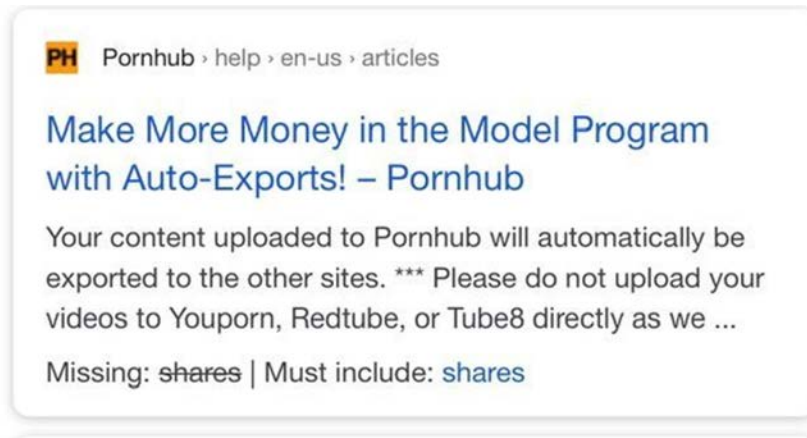 PH Pornhub › help › en-us › articles
Make More Money in the Model Program
with Auto-Exports! – Pornhub
Your content uploaded to Pornhub will automatically be
exported to the other sites. *** Please do not upload your
videos to Youporn, Redtube, or Tube8 directly as we ...
Missing: shares | Must include: shares